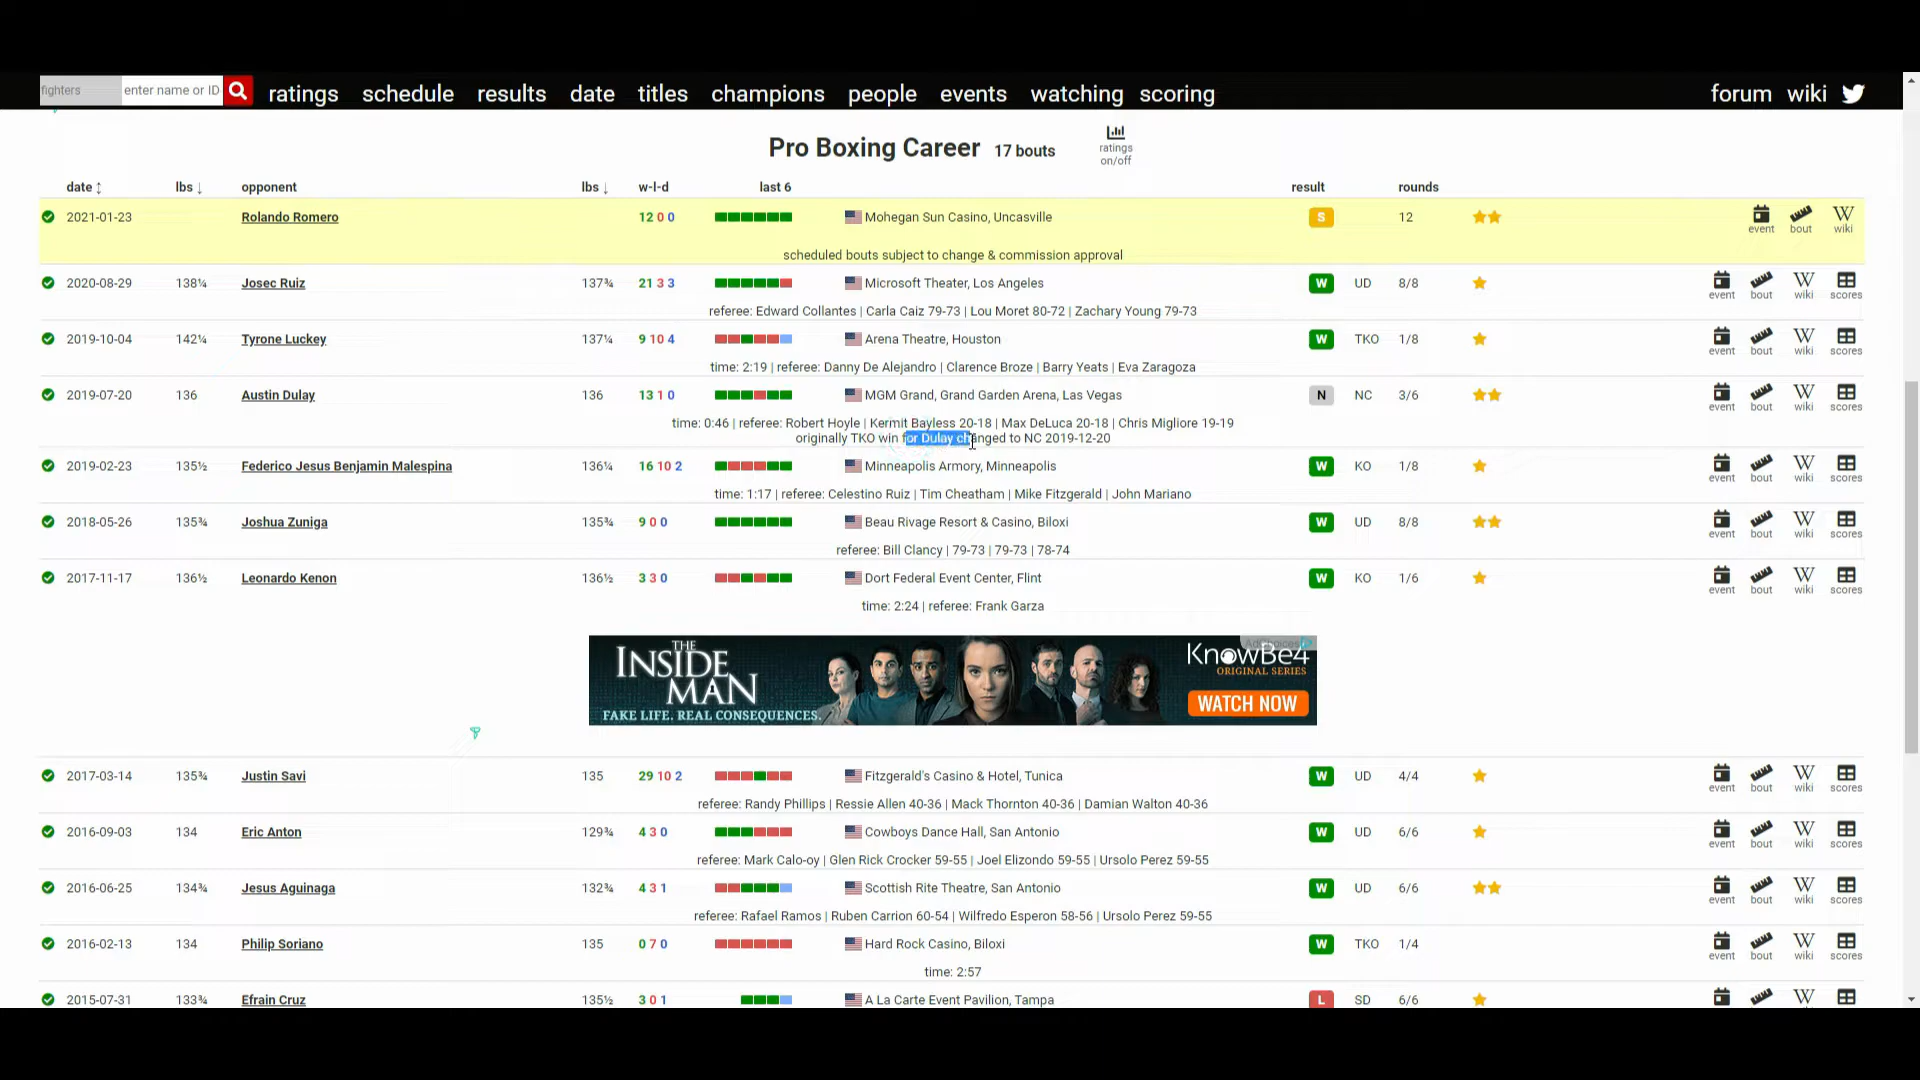 fighters enter name or ID ratings schedule results date titles champions people events watching scoring forum wiki
Pro Boxing Career 17 bouts
ratings
on/off
date lbs opponent lbs w-l-d last 6 result rounds
2021-01-23 Rolando Romero 12 0 0 Mohegan Sun Casino, Uncasville S 12 event bout wiki
scheduled bouts subject to change & commission approval
2020-08-29 138¼ Josec Ruiz 137¾ 21 3 3 Microsoft Theater, Los Angeles W UD 8/8 event bout wiki scores
referee: Edward Collantes | Carla Caiz 79-73 | Lou Moret 80-72 | Zachary Young 79-73
2019-10-04 142¼ Tyrone Luckey 137¼ 9 10 4 Arena Theatre, Houston W TKO 1/8 event bout wiki scores
time: 2:19 | referee: Danny De Alejandro | Clarence Broze | Barry Yeats | Eva Zaragoza
2019-07-20 136 Austin Dulay 136 13 1 0 MGM Grand, Grand Garden Arena, Las Vegas N NC 3/6 event bout wiki scores
time: 0:46 | referee: Robert Hoyle | Kermit Bayless 20-18 | Max DeLuca 20-18 | Chris Migliore 19-19
originally TKO win for Dulay changed to NC 2019-12-20
2019-02-23 135½ Federico Jesus Benjamin Malespina 136¼ 16 10 2 Minneapolis Armory, Minneapolis W KO 1/8 event bout wiki scores
time: 1:17 | referee: Celestino Ruiz | Tim Cheatham | Mike Fitzgerald | John Mariano
2018-05-26 135¾ Joshua Zuniga 135¾ 9 0 0 Beau Rivage Resort & Casino, Biloxi W UD 8/8 event bout wiki scores
referee: Bill Clancy | 79-73 | 79-73 | 78-74
2017-11-17 136½ Leonardo Kenon 136½ 3 3 0 Dort Federal Event Center, Flint W KO 1/6 event bout wiki scores
time: 2:24 | referee: Frank Garza
THE
INSIDE
MAN
FAKE LIFE. REAL CONSEQUENCES.
AdChoices
KnowBe4
ORIGINAL SERIES
WATCH NOW
2017-03-14 135¾ Justin Savi 135 29 10 2 Fitzgerald's Casino & Hotel, Tunica W UD 4/4 event bout wiki scores
referee: Randy Phillips | Ressie Allen 40-36 | Mack Thornton 40-36 | Damian Walton 40-36
2016-09-03 134 Eric Anton 129¾ 4 3 0 Cowboys Dance Hall, San Antonio W UD 6/6 event bout wiki scores
referee: Mark Calo-oy | Glen Rick Crocker 59-55 | Joel Elizondo 59-55 | Ursolo Perez 59-55
2016-06-25 134¾ Jesus Aguinaga 132¾ 4 3 1 Scottish Rite Theatre, San Antonio W UD 6/6 event bout wiki scores
referee: Rafael Ramos | Ruben Carrion 60-54 | Wilfredo Esperon 58-56 | Ursolo Perez 59-55
2016-02-13 134 Philip Soriano 135 0 7 0 Hard Rock Casino, Biloxi W TKO 1/4 event bout wiki scores
time: 2:57
2015-07-31 133¾ Efrain Cruz 135½ 3 0 1 A La Carte Event Pavilion, Tampa L SD 6/6